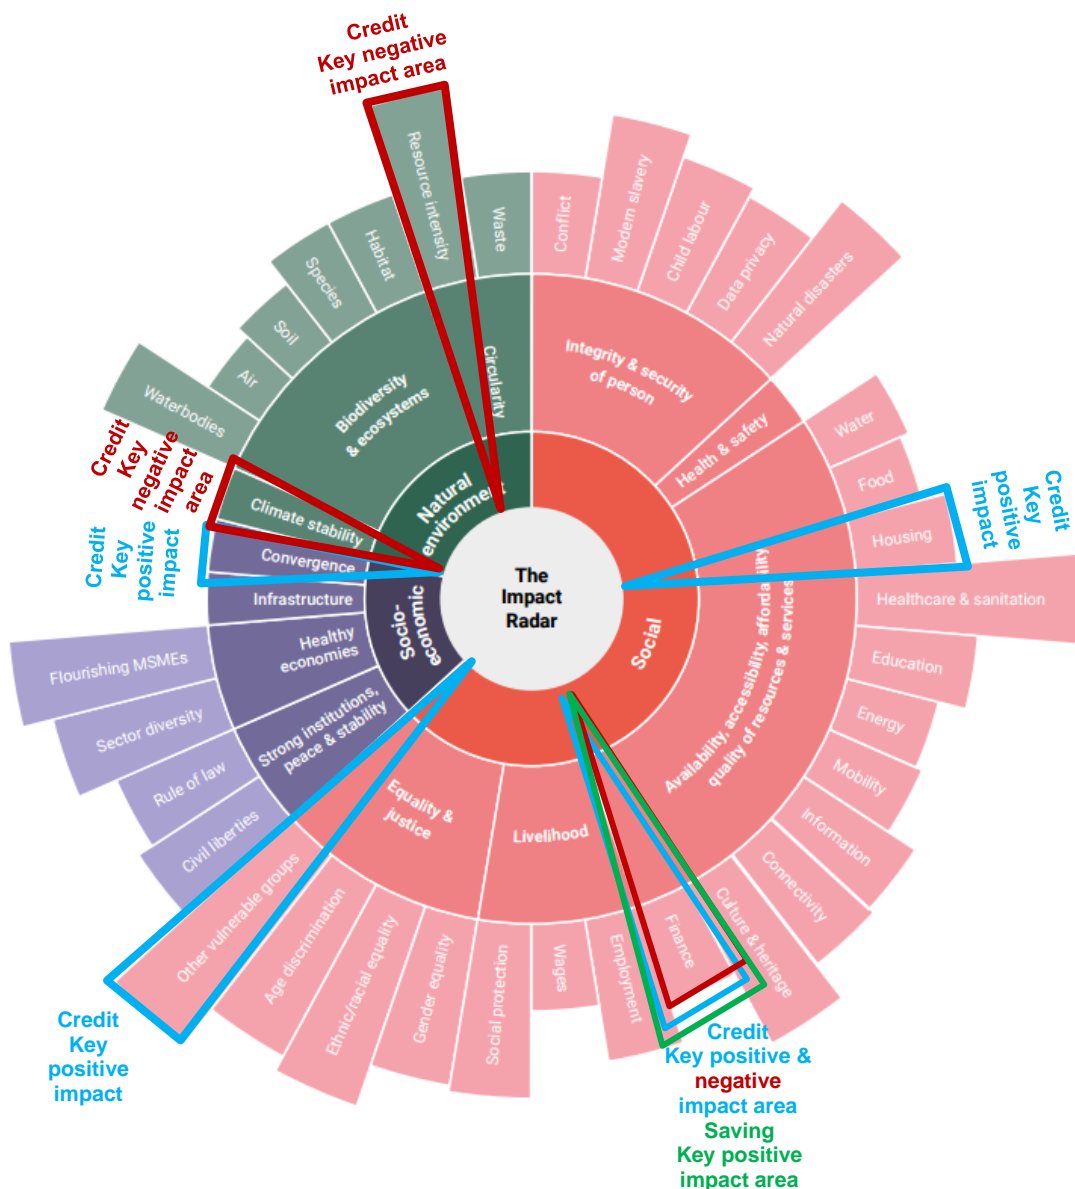 Credit
Key negative
impact area
Resource intensity
Waste
Conflict
Modern slavery
Child labour
Data privacy
Natural disasters
Habitat
Species
Soil
Air
Waterbodies
Circularity
Biodiversity
& ecosystems
Integrity & security
of person
Health & safety
Water
Food
Housing
Credit
Key
positive
impact
Credit
Key
negative
impact
area
Climate stability
Natural
environment
Credit
Key
positive
impact
Convergence
Infrastructure
Socio-
economic
The
Impact
Radar
Social
Availability, accessibility, affordability,
quality of resources & services
Healthcare & sanitation
Education
Energy
Mobility
Information
Connectivity
Culture & heritage
Healthy
economies
Flourishing MSMEs
Sector diversity
Strong institutions,
peace & stability
Rule of law
Civil liberties
Equality &
justice
Livelihood
Other vulnerable groups
Age discrimination
Ethnic/racial equality
Gender equality
Social protection
Wages
Employment
Finance
Credit
Key
positive
impact
Credit
Key positive &
negative
impact area
Saving
Key positive
impact area